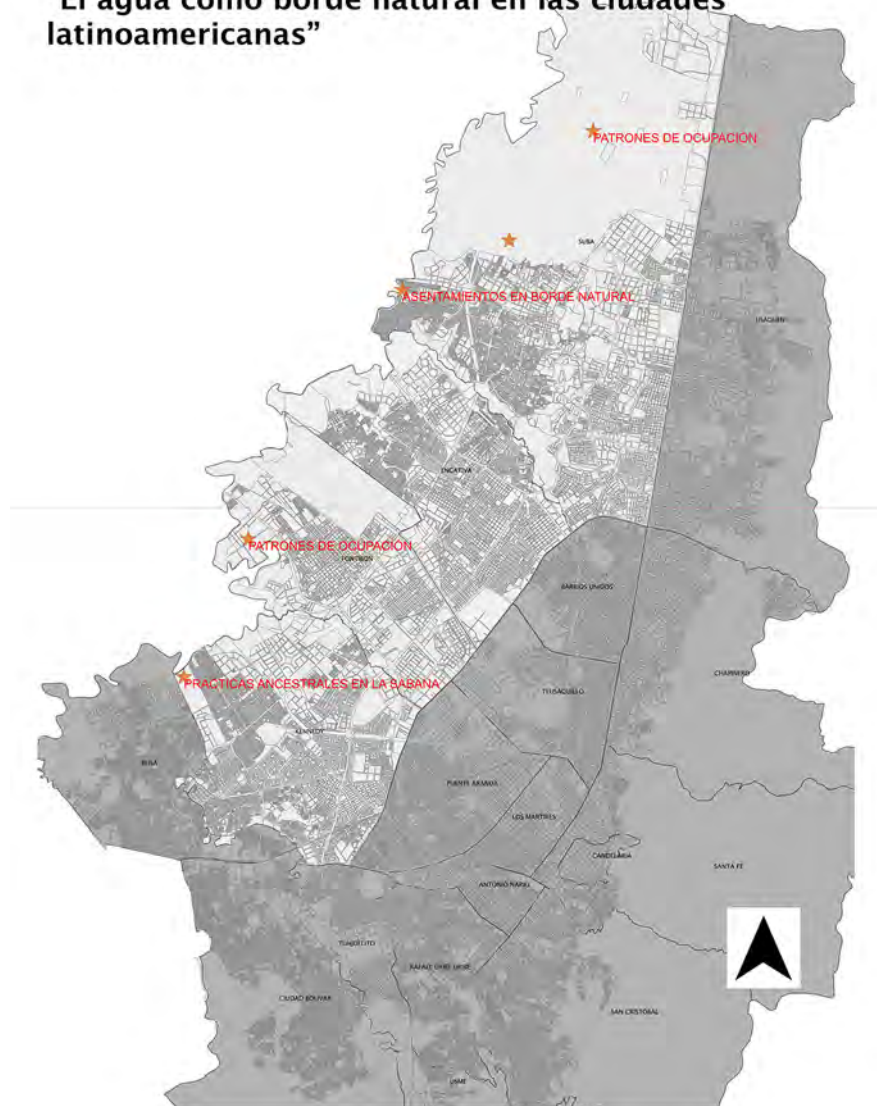 "El agua como borde natural en las ciudades
latinoamericanas”
PATRONES DE OCUPACION
SUBA
ASENTAMIENTOS EN BORDE NATURAL
USAQUEN
ENGATIVA
PATRONES DE OCUPACIÓN
FONTIBON
BARRIOS UNIDOS
CHAPINERO
PRACTICAS ANCESTRALES EN LA SABANA
TEUSAQUILLO
KENNEDY
BOSA
PUENTE ARANDA
LOS MARTIRES
CANDELARIA
SANTA FE
ANTONIO NARIÑO
TUNJUELITO
RAFAEL URIBE URIBE
CIUDAD BOLIVAR
SAN CRISTOBAL
USME